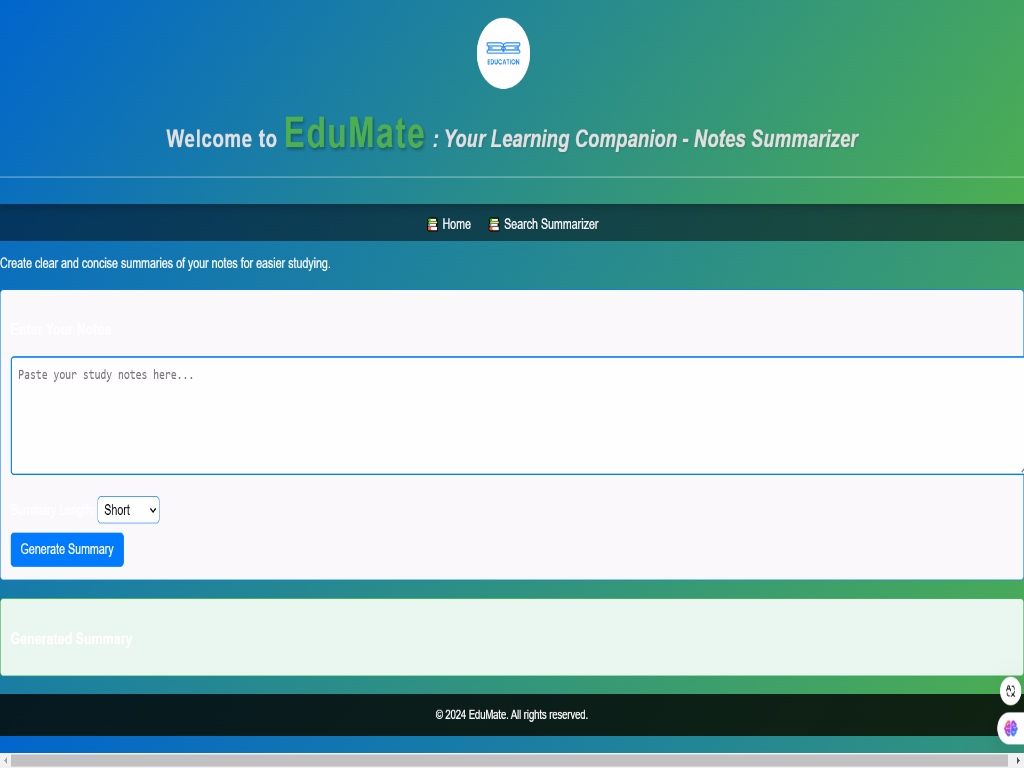 EDUCATION
Welcome to EduMate : Your Learning Companion - Notes Summarizer
Home Search Summarizer
Create clear and concise summaries of your notes for easier studying.
Enter Your Notes
Paste your study notes here...
Summary Length:
Short
Generate Summary
Generated Summary
© 2024 EduMate. All rights reserved.